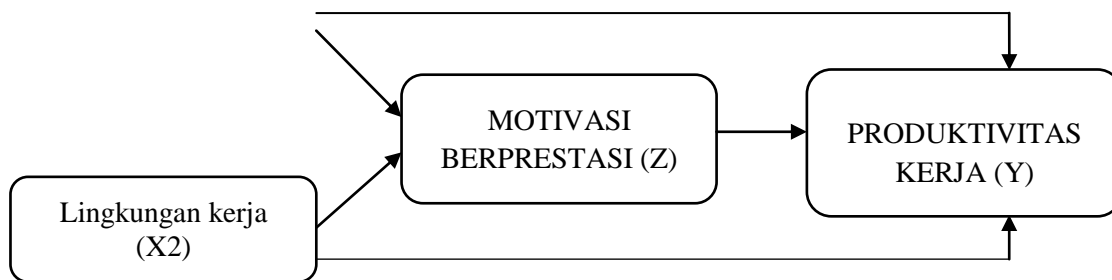 MOTIVASI
BERPRESTASI (Z)
PRODUKTIVITAS
KERJA (Y)
Lingkungan kerja
(X2)